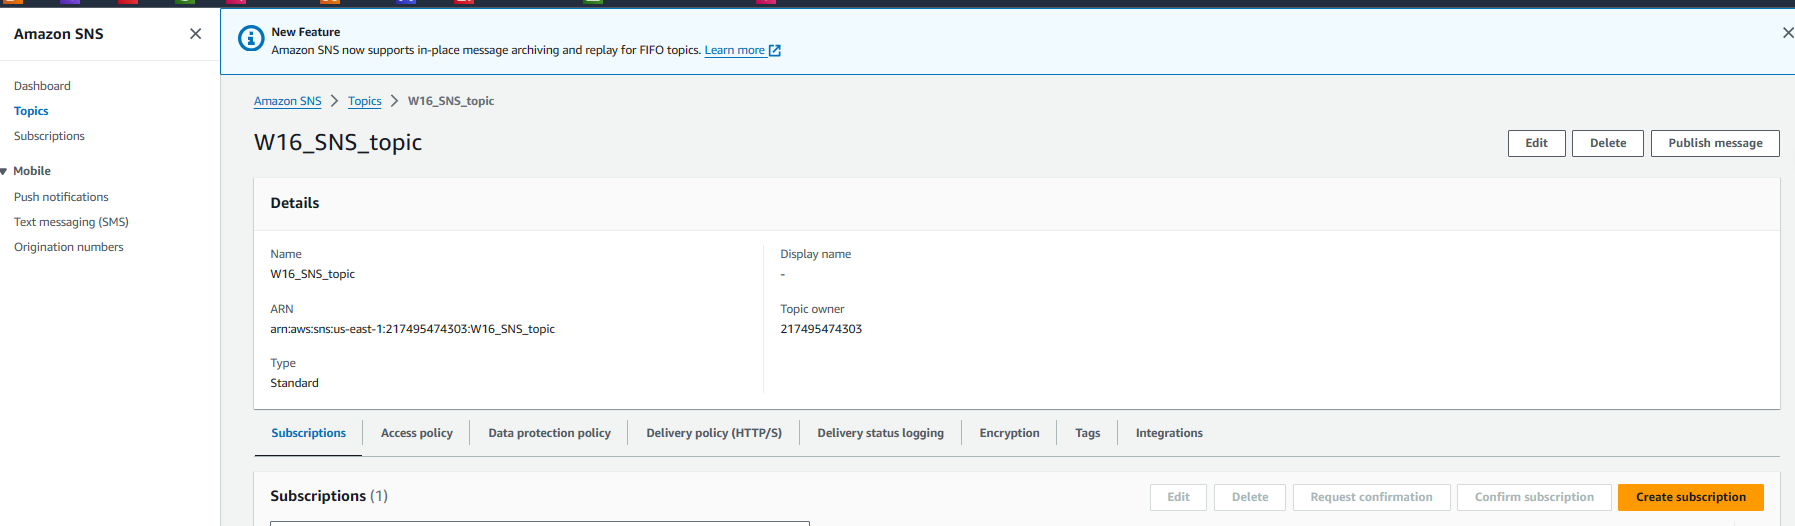 Amazon SNS
New Feature
Amazon SNS now supports in-place message archiving and replay for FIFO topics. Learn more
Dashboard
Topics
Subscriptions
Mobile
Push notifications
Text messaging (SMS)
Origination numbers
Amazon SNS > Topics > W16_SNS_topic
W16_SNS_topic
Edit Delete Publish message
Details
Name
W16_SNS_topic
ARN
arn:aws:sns:us-east-1:217495474303:W16_SNS_topic
Type
Standard
Display name
-
Topic owner
217495474303
Subscriptions Access policy Data protection policy Delivery policy (HTTP/S) Delivery status logging Encryption Tags Integrations
Subscriptions (1)
Edit Delete Request confirmation Confirm subscription Create subscription